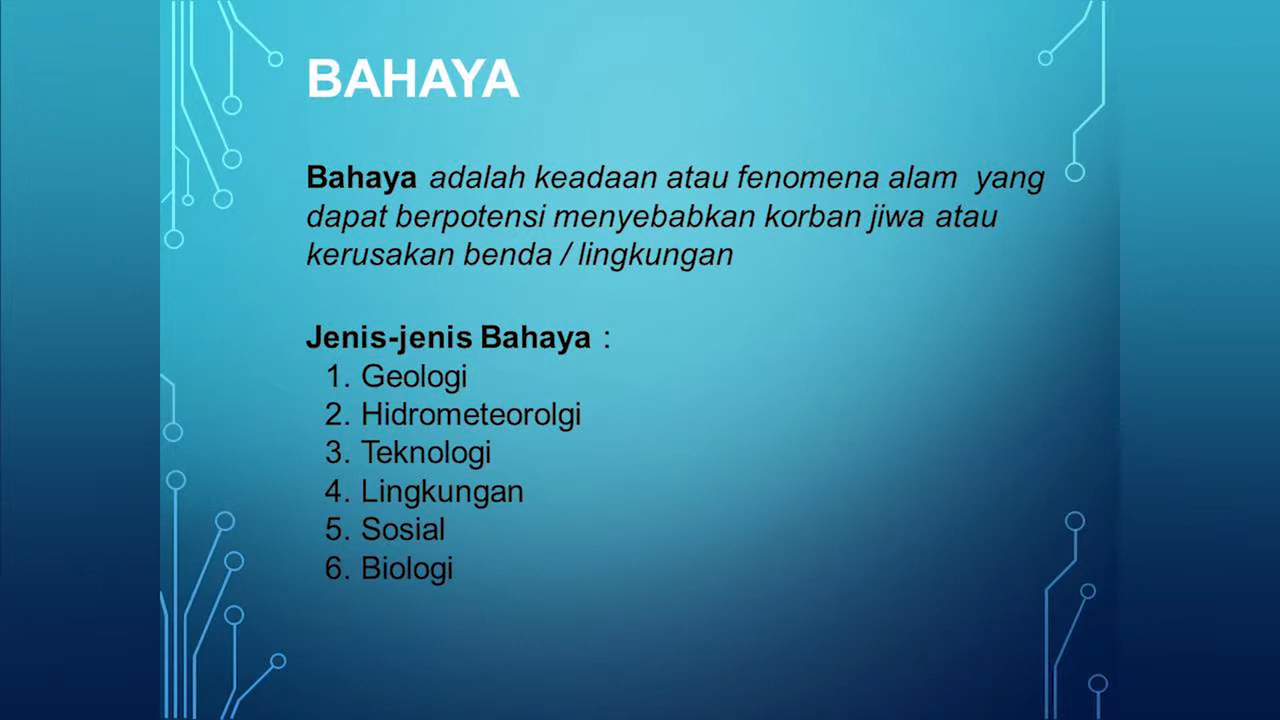 BAHAYA
Bahaya adalah keadaan atau fenomena alam yang
dapat berpotensi menyebabkan korban jiwa atau
kerusakan benda / lingkungan
Jenis-jenis Bahaya :
1. Geologi
2. Hidrometeorolgi
3. Teknologi
4. Lingkungan
5. Sosial
6. Biologi